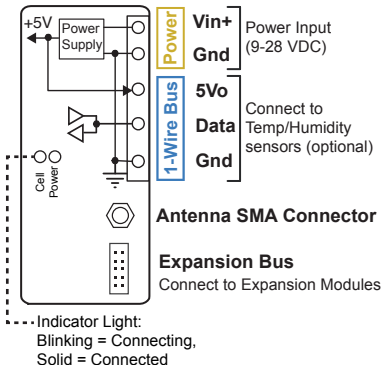 +5V
Power
Supply
Power
Vin+
Gnd
Power Input
(9-28 VDC)
1-Wire Bus
5Vo
Data
Gnd
Connect to
Temp/Humidity
sensors (optional)
Cell
Power
Antenna SMA Connector
Expansion Bus
Connect to Expansion Modules
Indicator Light:
Blinking = Connecting,
Solid = Connected